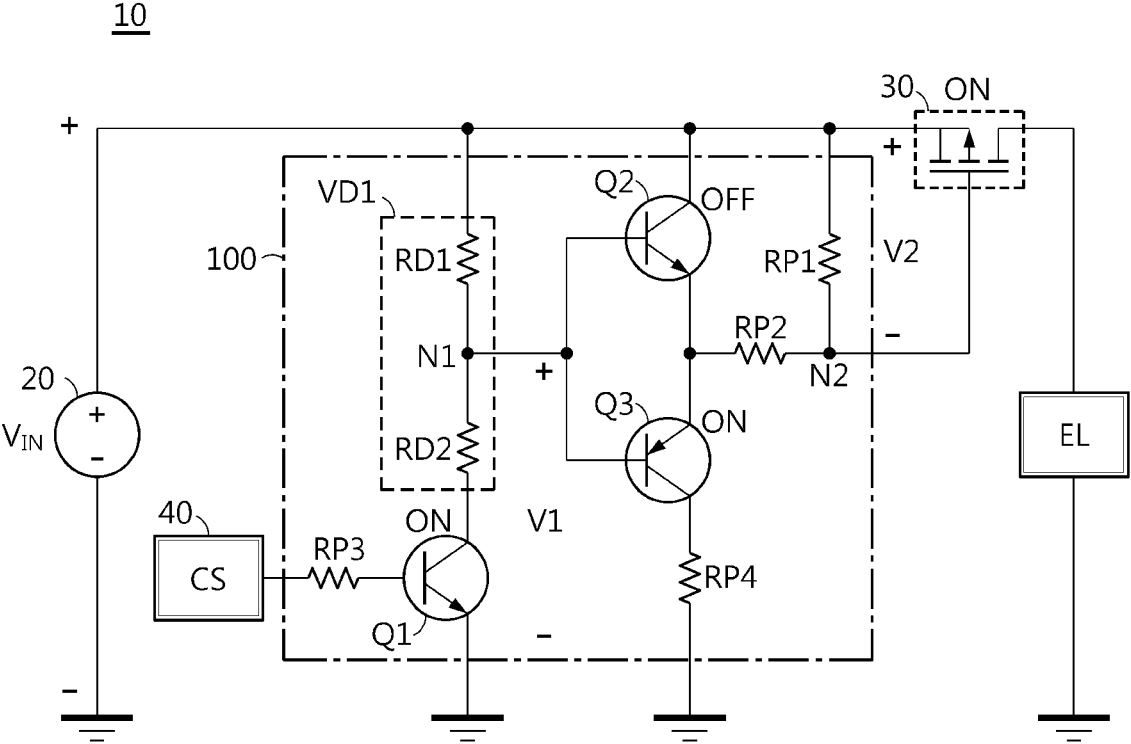 10
30 ON
+
+
VD1
Q2
OFF
100
RD1
RP1
V2
N1
+
RP2
N2
-
20
+
VIN
-
Q3
ON
RD2
EL
40
ON
V1
CS
RP3
RP4
Q1
-
-